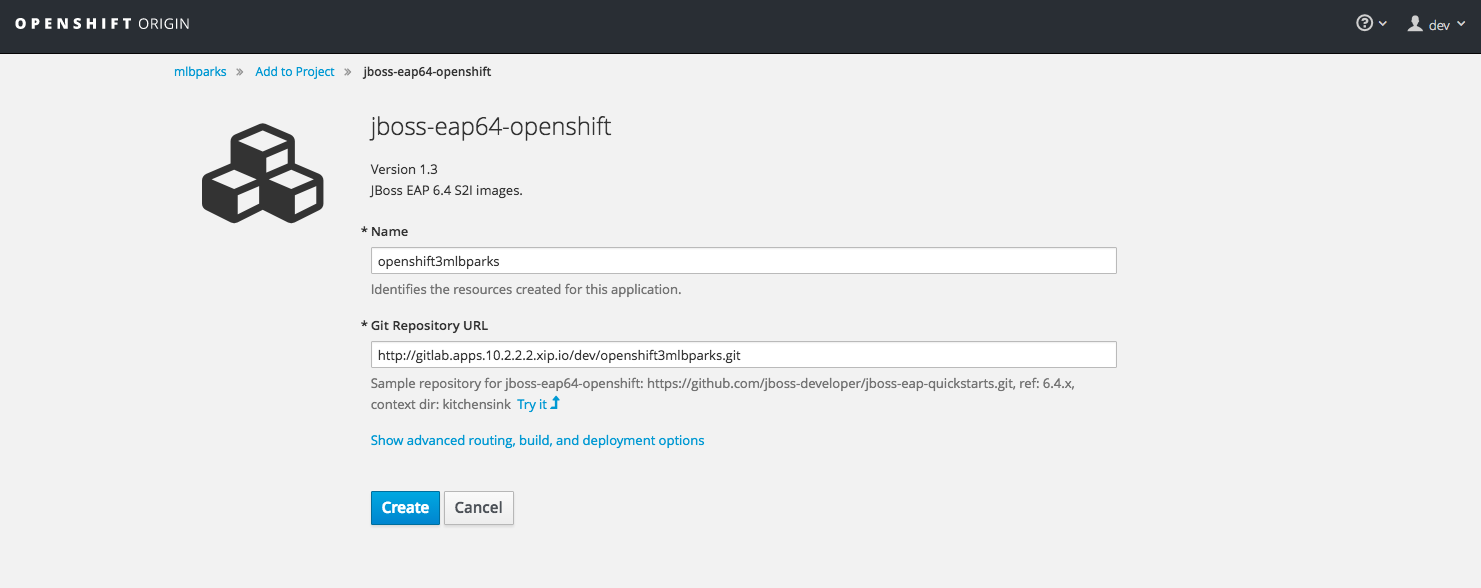 OPENSHIFT ORIGIN
dev
mlbparks » Add to Project » jboss-eap64-openshift
jboss-eap64-openshift
Version 1.3
JBoss EAP 6.4 S2I images.
* Name
openshift3mlbparks
Identifies the resources created for this application.
* Git Repository URL
http://gitlab.apps.10.2.2.2.xip.io/dev/openshift3mlbparks.git
Sample repository for jboss-eap64-openshift: https://github.com/jboss-developer/jboss-eap-quickstarts.git, ref: 6.4.x,
context dir: kitchensink Try it
Show advanced routing, build, and deployment options
Create Cancel